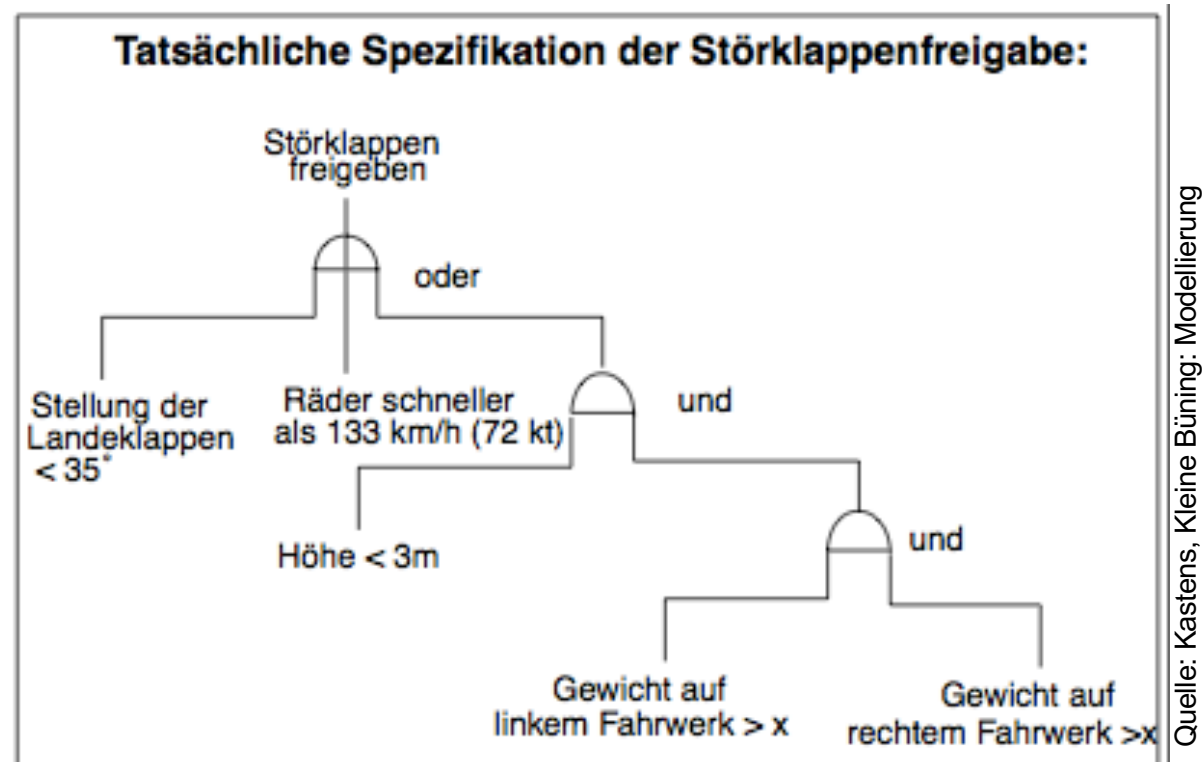 Tatsächliche Spezifikation der Störklappenfreigabe:
Störklappen
freigeben
oder
Stellung der
Landeklappen
< 35°
Räder schneller
als 133 km/h (72 kt)
und
Höhe < 3m
und
Gewicht auf
linkem Fahrwerk > x
Gewicht auf
rechtem Fahrwerk >x
Quelle: Kastens, Kleine Büning: Modellierung